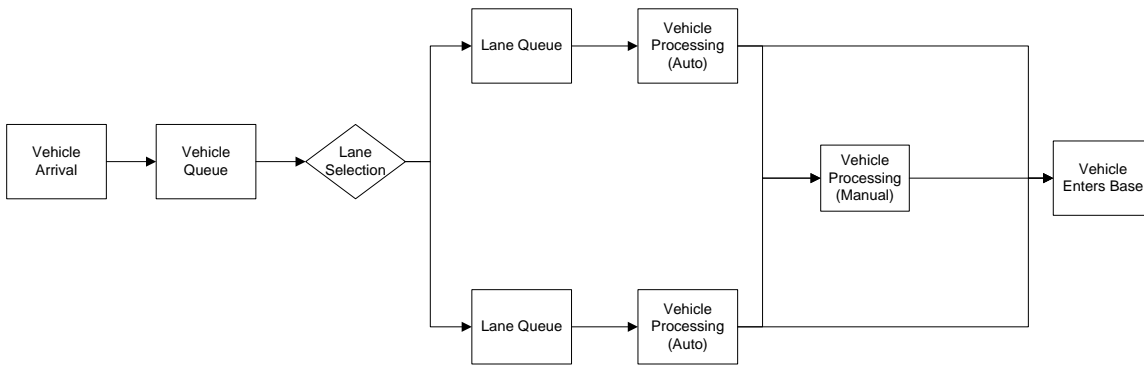 Vehicle
Arrival
Vehicle
Queue
Lane
Selection
Lane Queue
Vehicle
Processing
(Auto)
Lane Queue
Vehicle
Processing
(Auto)
Vehicle
Processing
(Manual)
Vehicle
Enters Base